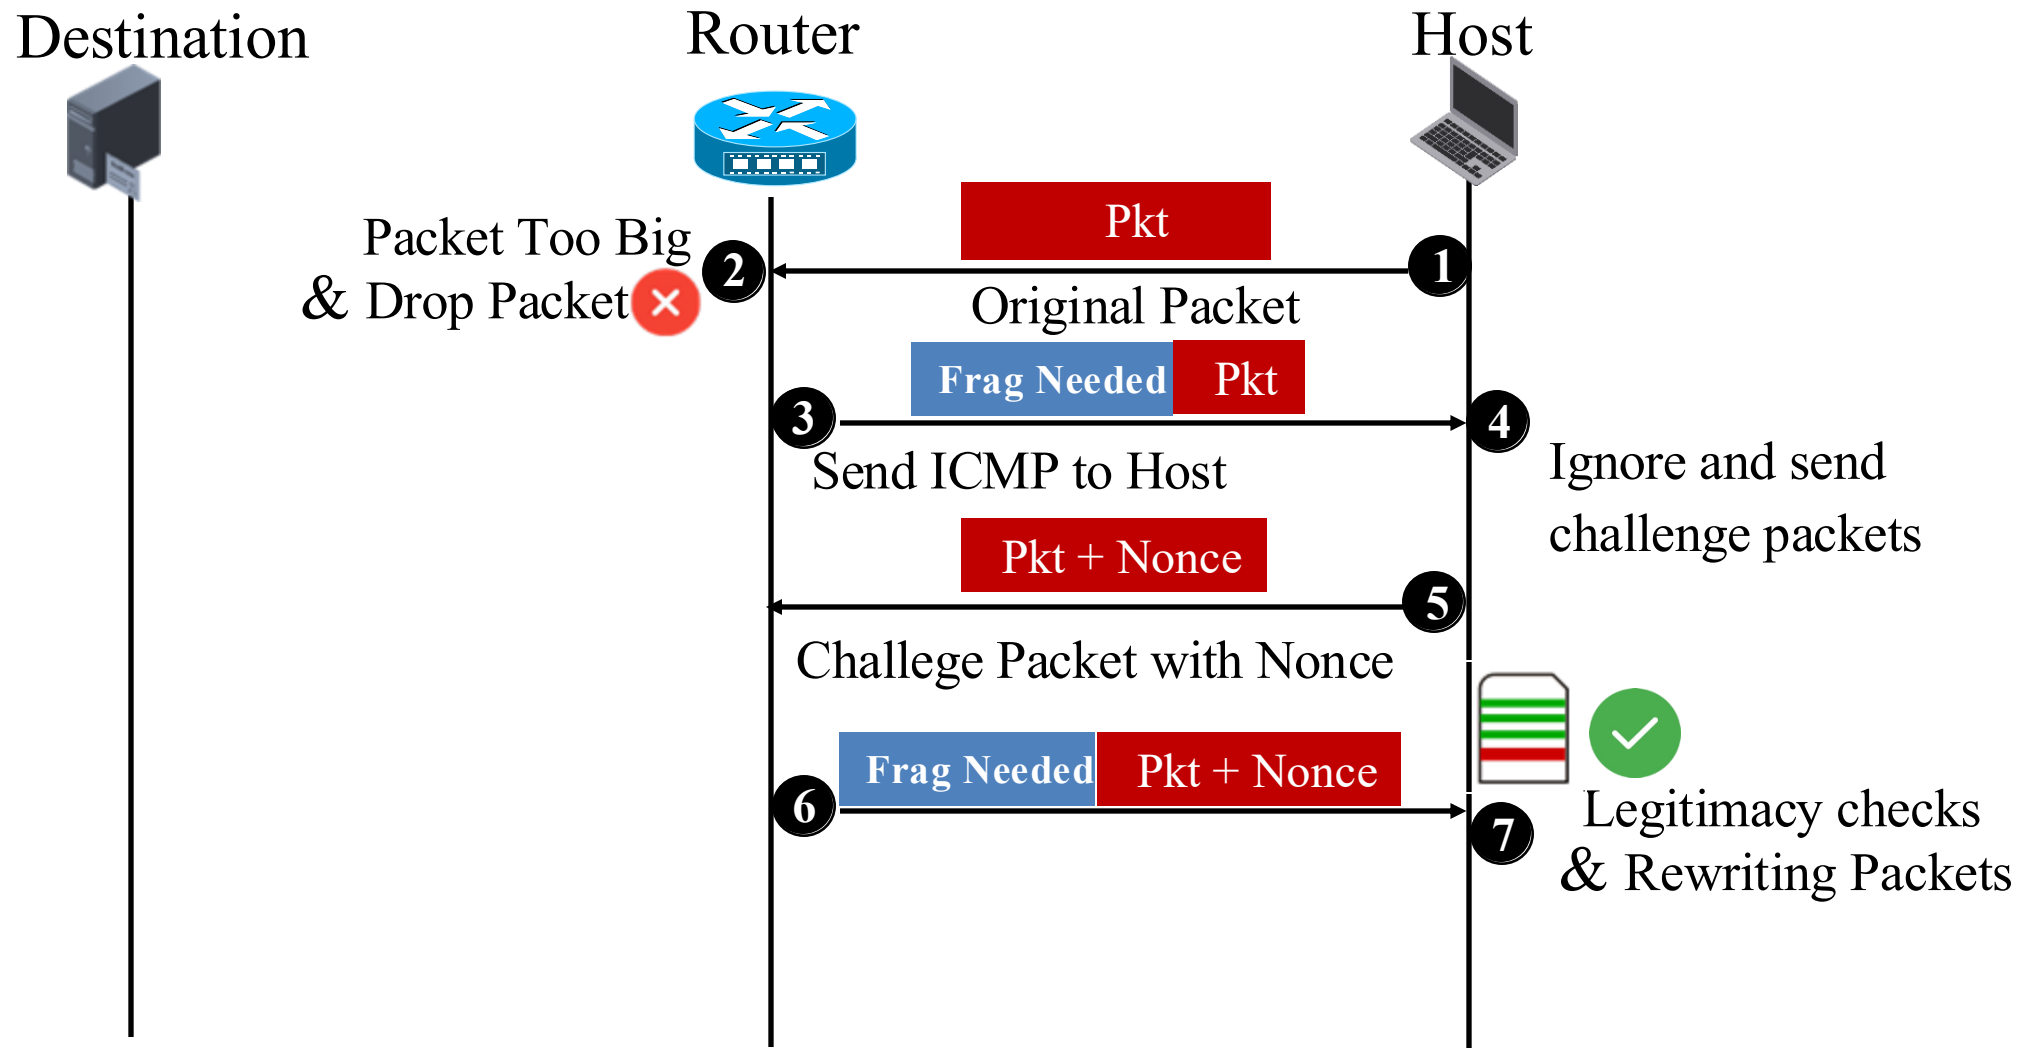 Destination
Router
Host
Pkt
1
Packet Too Big
& Drop Packet
2
Original Packet
Frag Needed
Pkt
3
4
Send ICMP to Host
Ignore and send
challenge packets
Pkt + Nonce
5
Challege Packet with Nonce
Frag Needed
Pkt + Nonce
6
7
Legitimacy checks
& Rewriting Packets